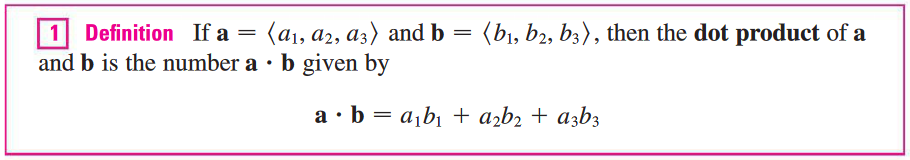 1 Definition If a = ⟨a₁, a₂, a₃⟩ and b = ⟨b₁, b₂, b₃⟩, then the dot product of a
and b is the number a · b given by
a · b = a₁b₁ + a₂b₂ + a₃b₃